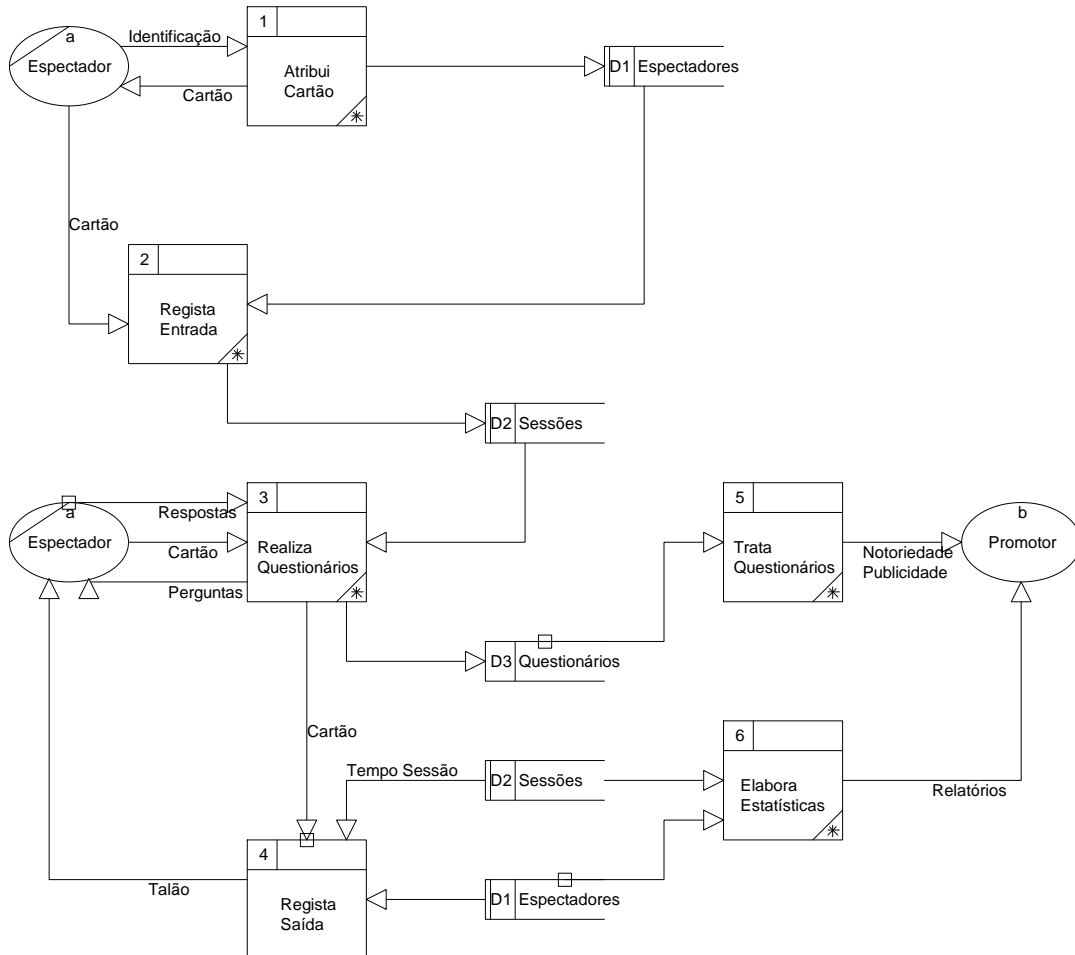 a
Espectador
Identificação
Cartão
1
Atribui
Cartão
D1 Espectadores
Cartão
2
Regista
Entrada
D2 Sessões
a
Espectador
Respostas
Cartão
Perguntas
3
Realiza
Questionários
5
Trata
Questionários
Notoriedade
Publicidade
b
Promotor
D3 Questionários
Cartão
Tempo Sessão
D2 Sessões
6
Elabora
Estatísticas
Relatórios
4
Regista
Saída
Talão
D1 Espectadores